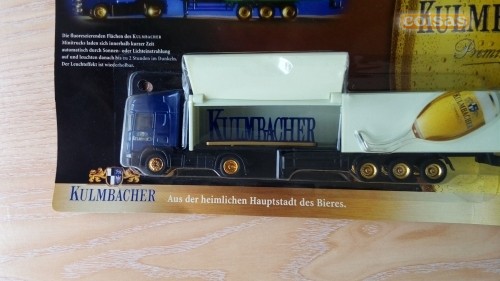 Die fluoreszierenden Flächen des KULMBACHER
Minitrucks laden sich innerhalb kurzer Zeit
automatisch durch Sonnen- oder Lichteinstrahlung
auf und leuchten danach bis zu 2 Stunden im Dunkeln.
Der Leuchteffekt ist wiederholbar.
KULMB
KULMBACHER
KULMBACHER
Aus der heimlichen Hauptstadt des Bieres.